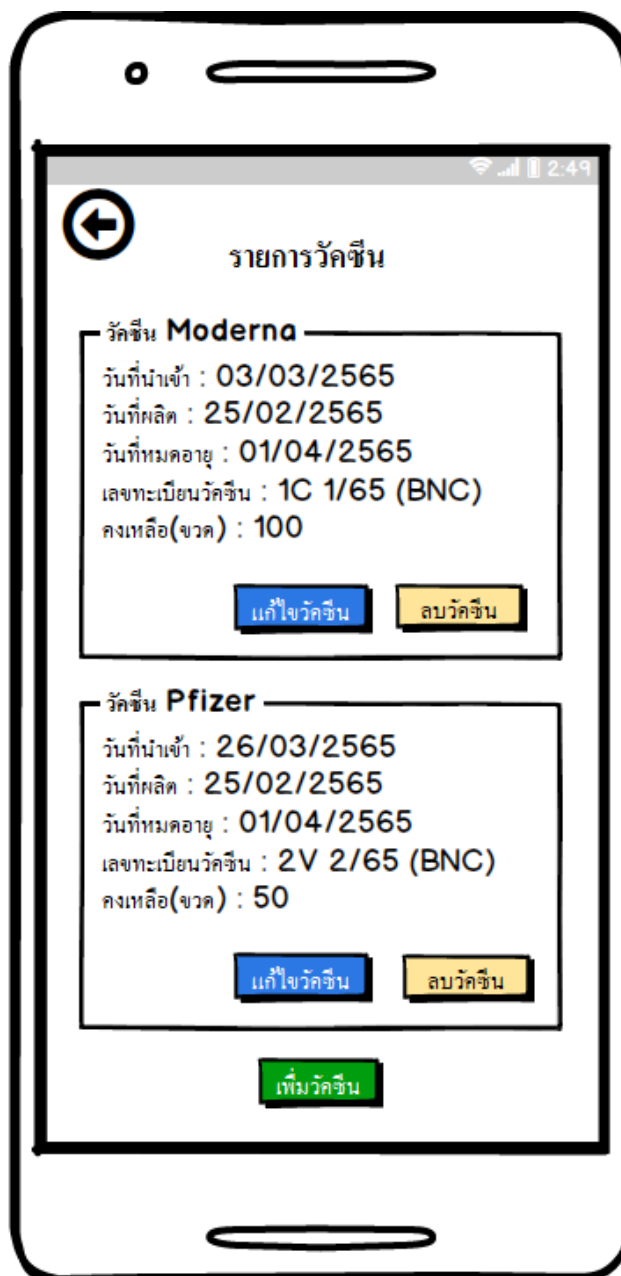 2:49
รายการวัคซีน
วัคซีน Moderna
วันที่นำเข้า : 03/03/2565
วันที่ผลิต : 25/02/2565
วันที่หมดอายุ : 01/04/2565
เลขทะเบียนวัคซีน : 1C 1/65 (BNC)
คงเหลือ(ขวด) : 100
แก้ไขวัคซีน ลบวัคซีน
วัคซีน Pfizer
วันที่นำเข้า : 26/03/2565
วันที่ผลิต : 25/02/2565
วันที่หมดอายุ : 01/04/2565
เลขทะเบียนวัคซีน : 2V 2/65 (BNC)
คงเหลือ(ขวด) : 50
แก้ไขวัคซีน ลบวัคซีน
เพิ่มวัคซีน